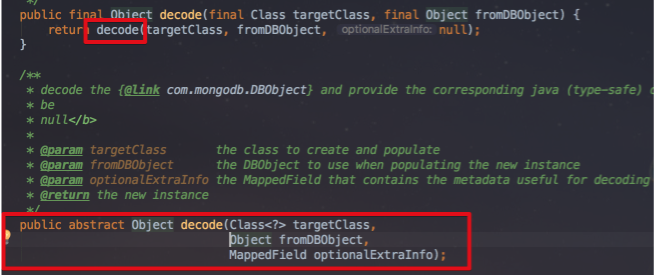 */
public final Object decode(final Class targetClass, final Object fromDBObject) {
return decode(targetClass, fromDBObject, optionalExtraInfo: null);
}
/**
* decode the {@link com.mongodb.DBObject} and provide the corresponding java (type-safe)
* be
* null</b>
*
* @param targetClass the class to create and populate
* @param fromDBObject the DBObject to use when populating the new instance
* @param optionalExtraInfo the MappedField that contains the metadata useful for decoding
* @return the new instance
*/
public abstract Object decode(Class<?> targetClass,
Object fromDBObject,
MappedField optionalExtraInfo);